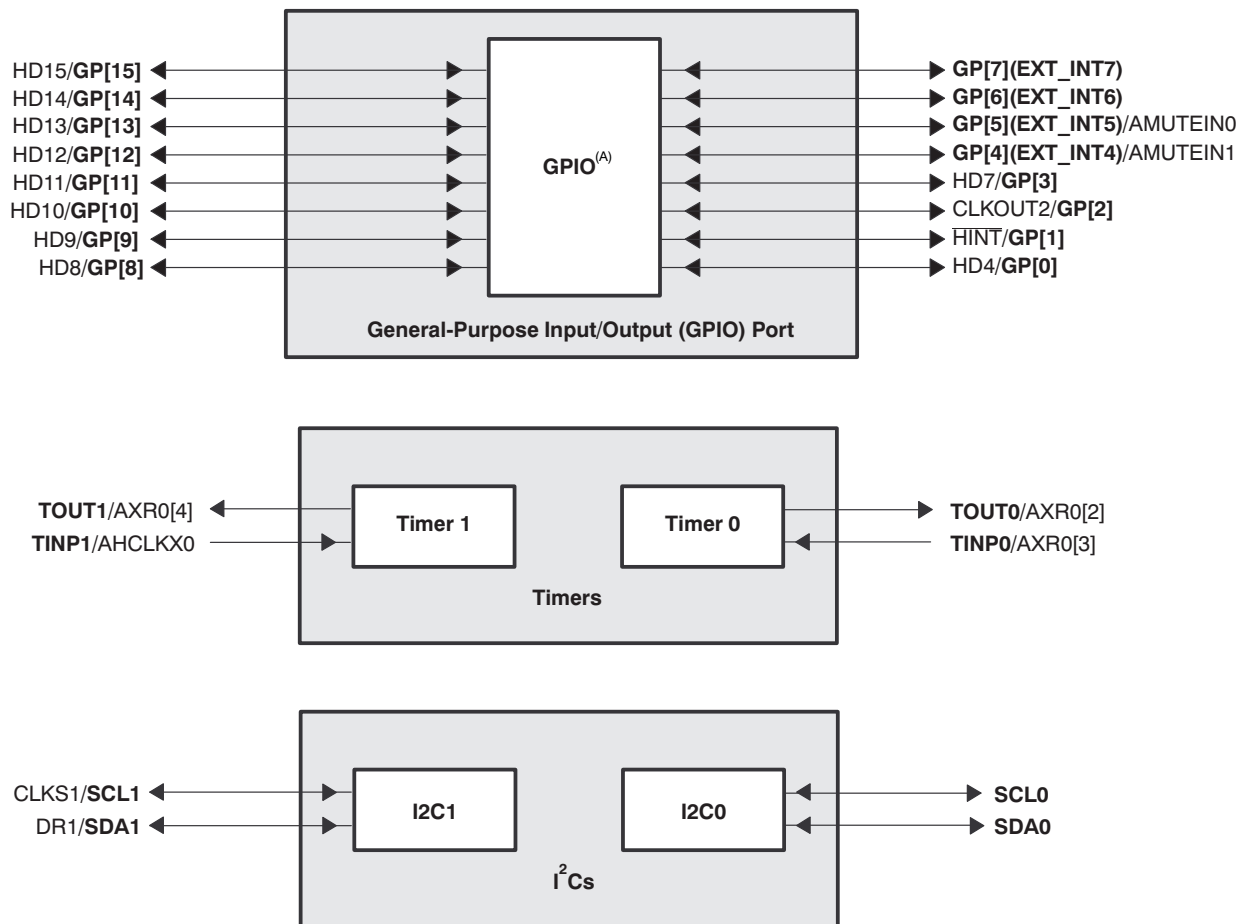 HD15/GP[15]
HD14/GP[14]
HD13/GP[13]
HD12/GP[12]
HD11/GP[11]
HD10/GP[10]
HD9/GP[9]
HD8/GP[8]
GPIO(A)
GP[7](EXT_INT7)
GP[6](EXT_INT6)
GP[5](EXT_INT5)/AMUTEIN0
GP[4](EXT_INT4)/AMUTEIN1
HD7/GP[3]
CLKOUT2/GP[2]
HINT/GP[1]
HD4/GP[0]
General-Purpose Input/Output (GPIO) Port
TOUT1/AXR0[4]
TINP1/AHCLKX0
Timer 1
Timer 0
TOUT0/AXR0[2]
TINP0/AXR0[3]
Timers
CLKS1/SCL1
DR1/SDA1
I2C1
I2C0
SCL0
SDA0
I²Cs